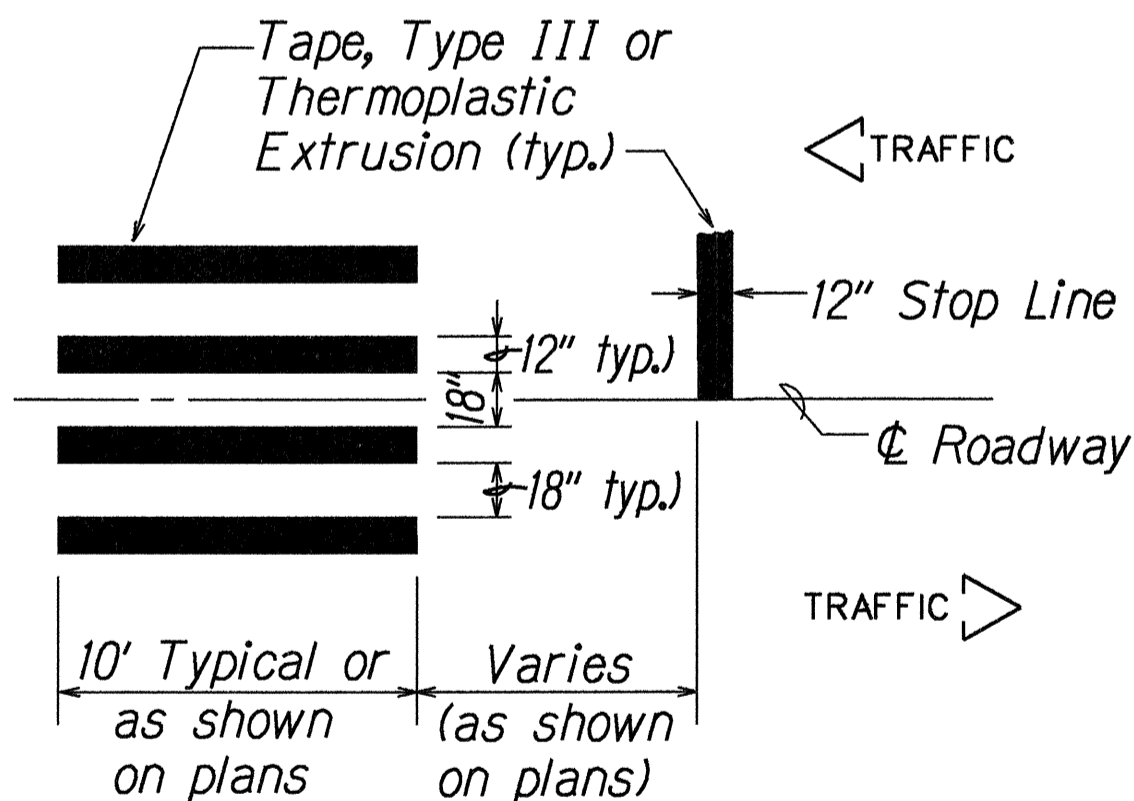 Tape, Type III or
Thermoplastic
Extrusion (typ.)
TRAFFIC
12" Stop Line
12" typ.)
18"
℄ Roadway
18" typ.)
TRAFFIC
10' Typical or
as shown
on plans
Varies
(as shown
on plans)